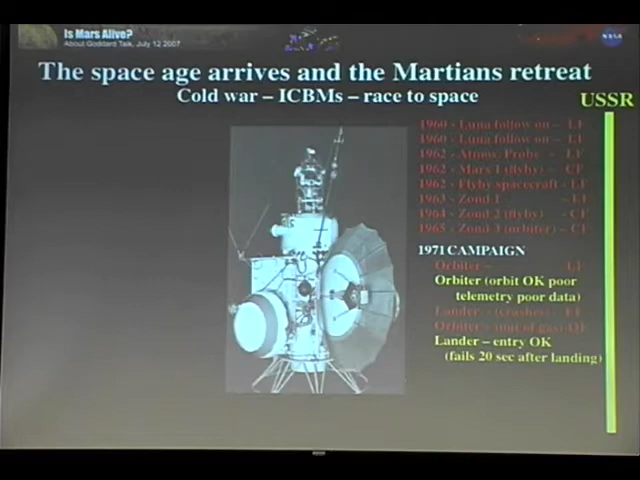 Is Mars Alive?
About Goddard Talk, July 12 2007
NASA
The space age arrives and the Martians retreat
Cold war – ICBMs – race to space
USSR
1960 - Luna follow on – LF
1960 - Luna follow on – LF
1962 - Atmos. Probe - LF
1962 - Mars 1 (flyby) - CF
1962 - Flyby spacecraft - LF
1963 - Zond 1 - LF
1964 - Zond 2 (flyby) - CF
1965 - Zond 3 (orbiter) – CF
1971 CAMPAIGN
Orbiter – LF
Orbiter (orbit OK poor
telemetry poor data)
Lander – (crashes)
Orbiter – (out of gas)
Lander – entry OK
(fails 20 sec after landing)